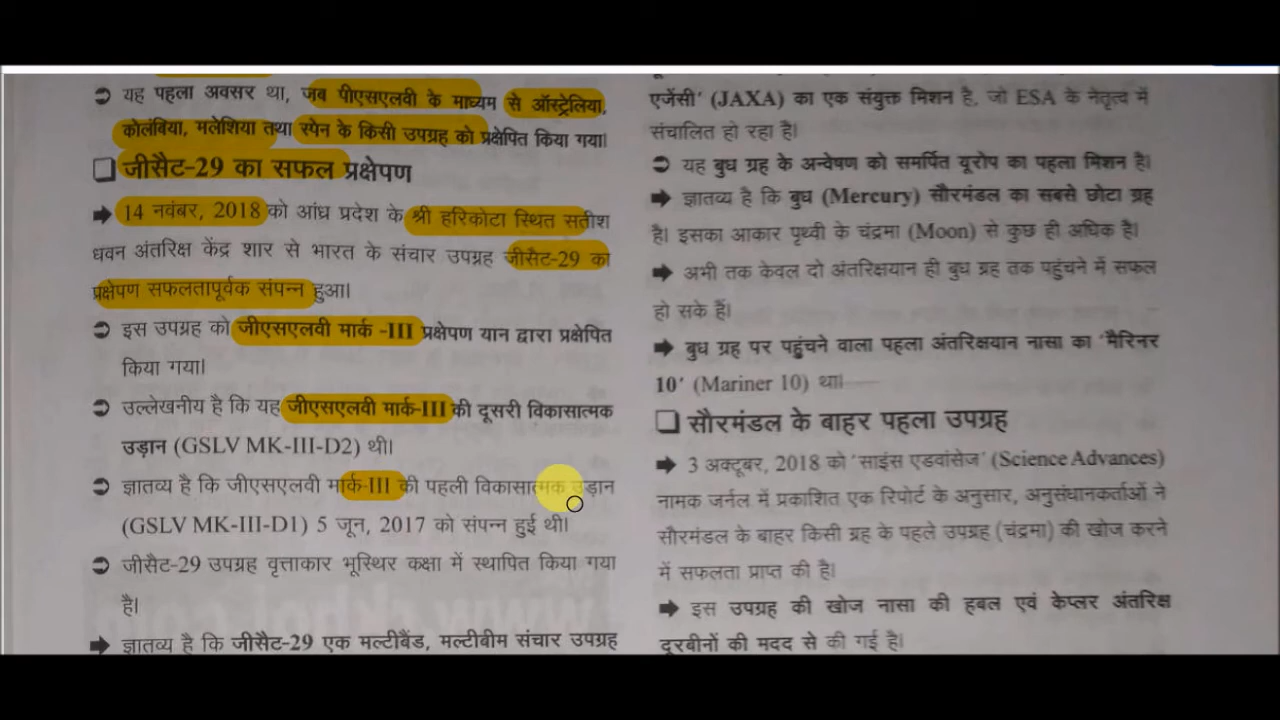 ➲ यह पहला अवसर था, जब पीएसएलवी के माध्यम से ऑस्ट्रेलिया,
कोलंबिया, मलेशिया तथा स्पेन के किसी उपग्रह को प्रक्षेपित किया गया।
❑ जीसैट-29 का सफल प्रक्षेपण
➡ 14 नवंबर, 2018 को आंध्र प्रदेश के श्री हरिकोटा स्थित सतीश
धवन अंतरिक्ष केंद्र शार से भारत के संचार उपग्रह जीसैट-29 का
प्रक्षेपण सफलतापूर्वक संपन्न हुआ।
➲ इस उपग्रह को जीएसएलवी मार्क -III प्रक्षेपण यान द्वारा प्रक्षेपित
किया गया।
➲ उल्लेखनीय है कि यह जीएसएलवी मार्क-III की दूसरी विकासात्मक
उड़ान (GSLV MK-III-D2) थी।
➲ ज्ञातव्य है कि जीएसएलवी मार्क-III की पहली विकासात्मक उड़ान
(GSLV MK-III-D1) 5 जून, 2017 को संपन्न हुई थी।
➲ जीसैट-29 उपग्रह वृत्ताकार भूस्थिर कक्षा में स्थापित किया गया
है।
➡ ज्ञातव्य है कि जीसैट-29 एक मल्टीबैंड, मल्टीबीम संचार उपग्रह
एजेंसी’ (JAXA) का एक संयुक्त मिशन है, जो ESA के नेतृत्व में
संचालित हो रहा है।
➲ यह बुध ग्रह के अन्वेषण को समर्पित यूरोप का पहला मिशन है।
➡ ज्ञातव्य है कि बुध (Mercury) सौरमंडल का सबसे छोटा ग्रह
है। इसका आकार पृथ्वी के चंद्रमा (Moon) से कुछ ही अधिक है।
➡ अभी तक केवल दो अंतरिक्षयान ही बुध ग्रह तक पहुंचने में सफल
हो सके हैं।
➡ बुध ग्रह पर पहुंचने वाला पहला अंतरिक्षयान नासा का ‘मैरिनर
10’ (Mariner 10) था।
❑ सौरमंडल के बाहर पहला उपग्रह
➡ 3 अक्टूबर, 2018 को ‘साइंस एडवांसेज’ (Science Advances)
नामक जर्नल में प्रकाशित एक रिपोर्ट के अनुसार, अनुसंधानकर्ताओं ने
सौरमंडल के बाहर किसी ग्रह के पहले उपग्रह (चंद्रमा) की खोज करने
में सफलता प्राप्त की है।
➡ इस उपग्रह की खोज नासा की हबल एवं केप्लर अंतरिक्ष
दूरबीनों की मदद से की गई है।